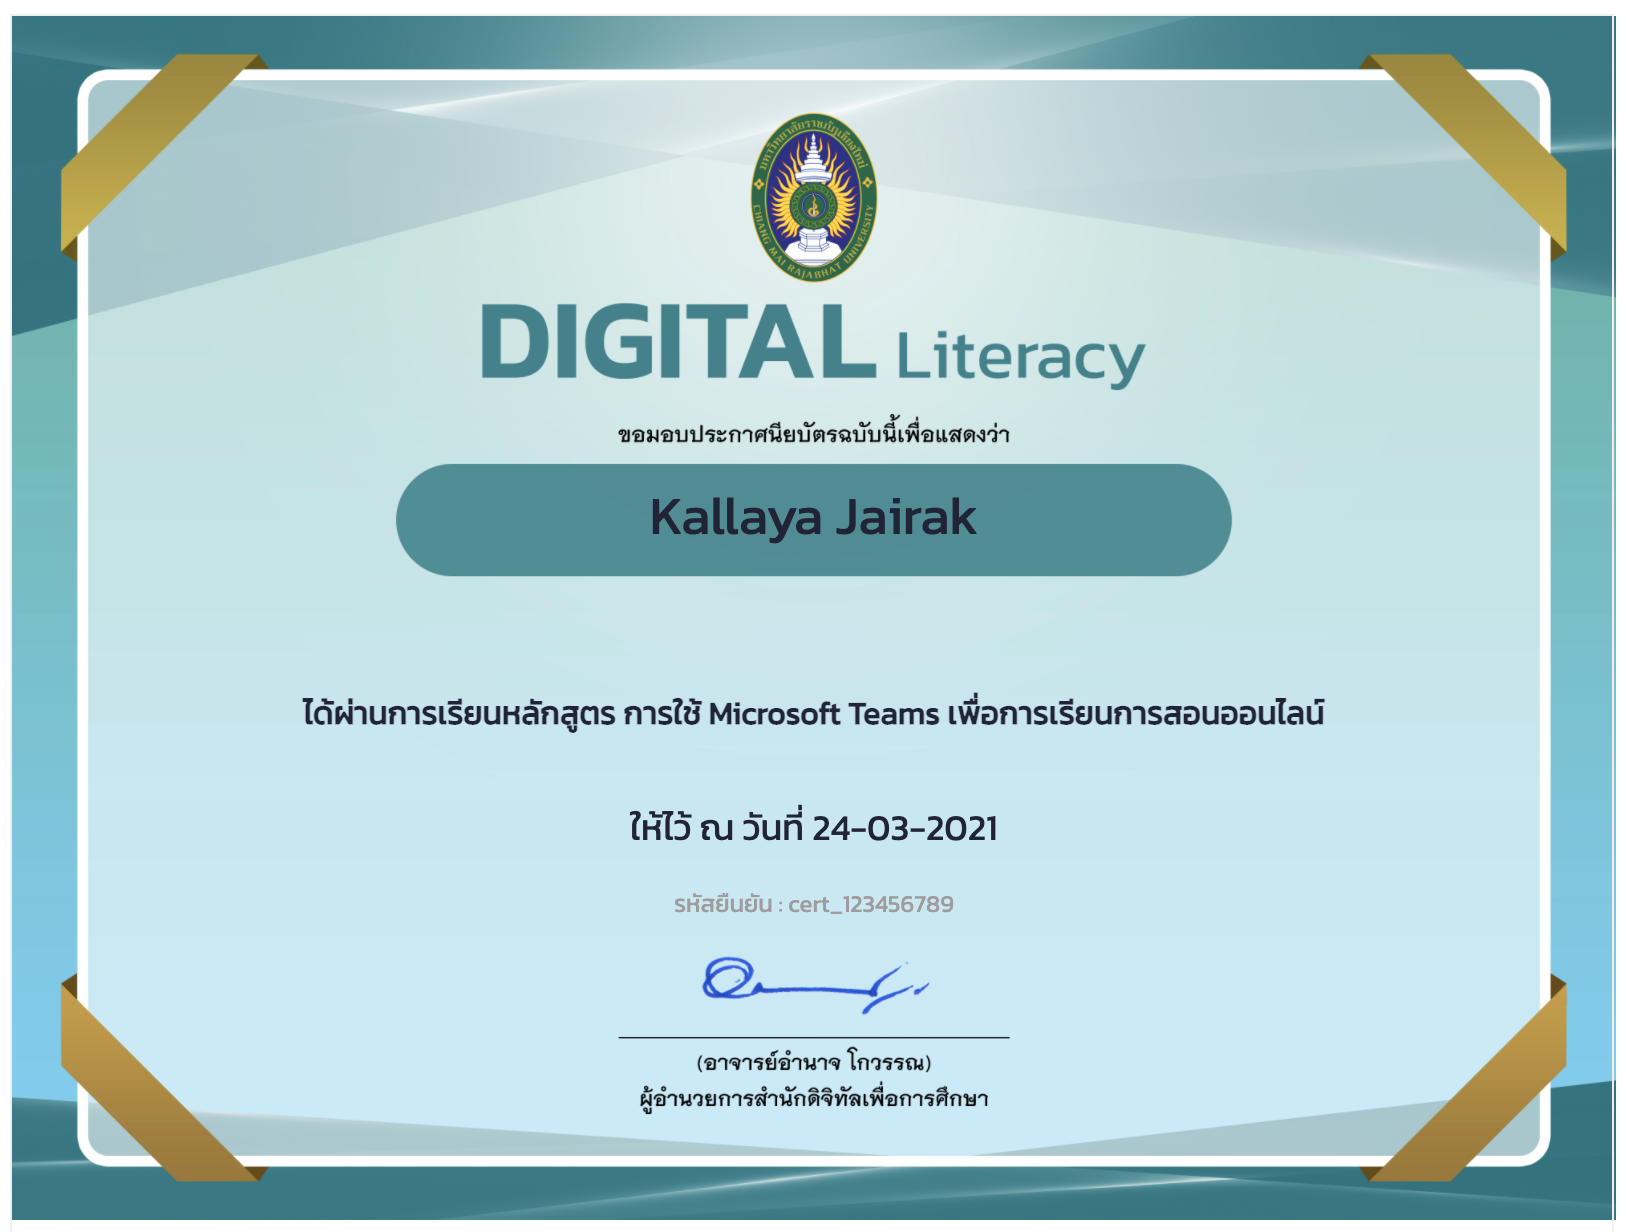 มหาวิทยาลัยราชภัฏเชียงใหม่
CHIANG MAI RAJABHAT UNIVERSITY
DIGITAL Literacy
ขอมอบประกาศนียบัตรฉบับนี้เพื่อแสดงว่า
Kallaya Jairak
ได้ผ่านการเรียนหลักสูตร การใช้ Microsoft Teams เพื่อการเรียนการสอนออนไลน์
ให้ไว้ ณ วันที่ 24-03-2021
รหัสยืนยัน : cert_123456789
(อาจารย์อำนาจ โกวรรณ)
ผู้อำนวยการสำนักดิจิทัลเพื่อการศึกษา